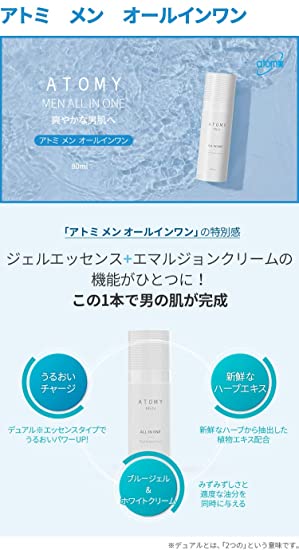 アトミ　メン　オールインワン
ATOMY
MEN ALL IN ONE
爽やかな男肌へ
アトミ メン オールインワン
80ml
atom美
ATOMY
ALL IN ONE
「アトミ メン オールインワン」の特別感
ジェルエッセンス+エマルジョンクリームの
機能がひとつに！
この1本で男の肌が完成
うるおい
チャージ
デュアル※エッセンスタイプで
うるおいパワーUP!
新鮮な
ハーブエキス
新鮮なハーブから抽出した
植物エキス配合
ATOMY
ALL IN ONE
ブルージェル
&
ホワイトクリーム
みずみずしさと
適度な油分を
同時に与える
※デュアルとは、「2つの」という意味です。